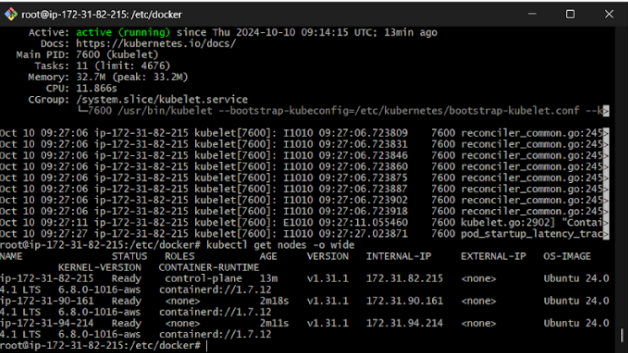 root@ip-172-31-82-215: /etc/docker
Active: active (running) since Thu 2024-10-10 09:14:15 UTC; 13min ago
Docs: https://kubernetes.io/docs/
Main PID: 7600 (kubelet)
Tasks: 11 (limit: 4676)
Memory: 32.7M (peak: 33.2M)
CPU: 11.866s
CGroup: /system.slice/kubelet.service
└─7600 /usr/bin/kubelet --bootstrap-kubeconfig=/etc/kubernetes/bootstrap-kubelet.conf --k>
Oct 10 09:27:06 ip-172-31-82-215 kubelet[7600]: I1010 09:27:06.723809 7600 reconciler_common.go:245>
Oct 10 09:27:06 ip-172-31-82-215 kubelet[7600]: I1010 09:27:06.723831 7600 reconciler_common.go:245>
Oct 10 09:27:06 ip-172-31-82-215 kubelet[7600]: I1010 09:27:06.723846 7600 reconciler_common.go:245>
Oct 10 09:27:06 ip-172-31-82-215 kubelet[7600]: I1010 09:27:06.723860 7600 reconciler_common.go:245>
Oct 10 09:27:06 ip-172-31-82-215 kubelet[7600]: I1010 09:27:06.723875 7600 reconciler_common.go:245>
Oct 10 09:27:06 ip-172-31-82-215 kubelet[7600]: I1010 09:27:06.723887 7600 reconciler_common.go:245>
Oct 10 09:27:06 ip-172-31-82-215 kubelet[7600]: I1010 09:27:06.723902 7600 reconciler_common.go:245>
Oct 10 09:27:06 ip-172-31-82-215 kubelet[7600]: I1010 09:27:06.723918 7600 reconciler_common.go:245>
Oct 10 09:27:11 ip-172-31-82-215 kubelet[7600]: I1010 09:27:11.055460 7600 kubelet.go:2902] "Contai>
Oct 10 09:27:27 ip-172-31-82-215 kubelet[7600]: I1010 09:27:27.023871 7600 pod_startup_latency_trac>
root@ip-172-31-82-215:/etc/docker# kubectl get nodes -o wide
NAME STATUS ROLES AGE VERSION INTERNAL-IP EXTERNAL-IP OS-IMAGE
KERNEL-VERSION CONTAINER-RUNTIME
ip-172-31-82-215 Ready control-plane 13m v1.31.1 172.31.82.215 <none> Ubuntu 24.0
4.1 LTS 6.8.0-1016-aws containerd://1.7.12
ip-172-31-90-161 Ready <none> 2m18s v1.31.1 172.31.90.161 <none> Ubuntu 24.0
4.1 LTS 6.8.0-1016-aws containerd://1.7.12
ip-172-31-94-214 Ready <none> 2m11s v1.31.1 172.31.94.214 <none> Ubuntu 24.0
4.1 LTS 6.8.0-1016-aws containerd://1.7.12
root@ip-172-31-82-215:/etc/docker#